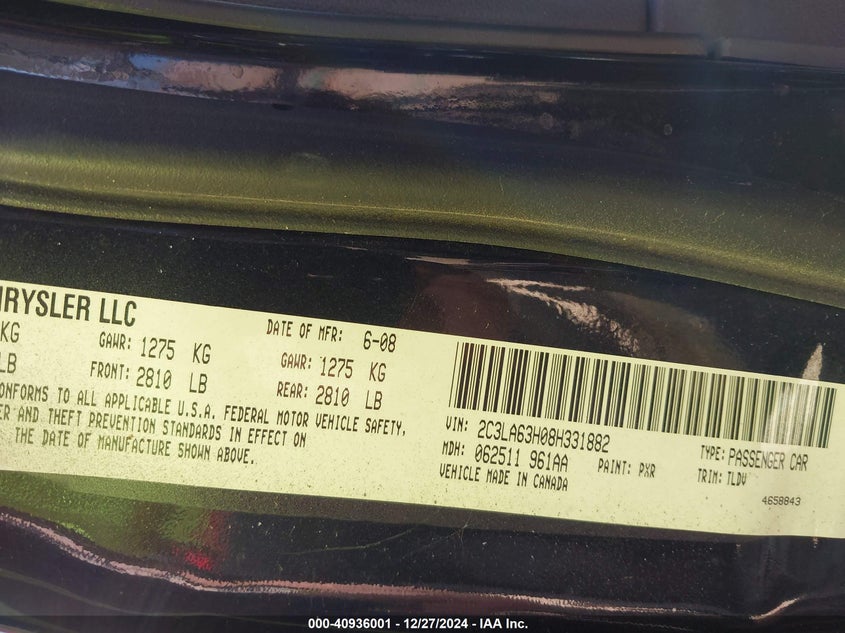 HRYSLER LLC
DATE OF MFR: 6-08
KG GAWR: 1275 KG GAWR: 1275 KG
LB FRONT: 2810 LB REAR: 2810 LB
CONFORMS TO ALL APPLICABLE U.S.A. FEDERAL MOTOR VEHICLE SAFETY,
ER AND THEFT PREVENTION STANDARDS IN EFFECT ON
THE DATE OF MANUFACTURE SHOWN ABOVE.
VIN: 2C3LA63H08H331882 TYPE: PASSENGER CAR
MDH: 062511 961AA PAINT: PXR TRIM: TLDV
VEHICLE MADE IN CANADA
4658843
000-40936001 - 12/27/2024 - IAA Inc.